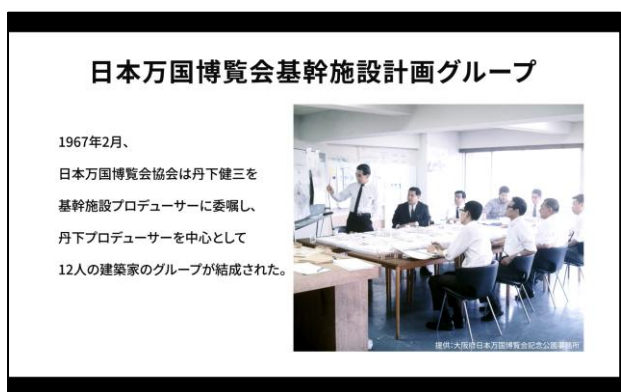 日本万国博覧会基幹施設計画グループ
1967年2月、
日本万国博覧会協会は丹下健三を
基幹施設プロデューサーに委嘱し、
丹下プロデューサーを中心として
12人の建築家のグループが結成された。
提供：大阪府日本万国博覧会記念公園事務所